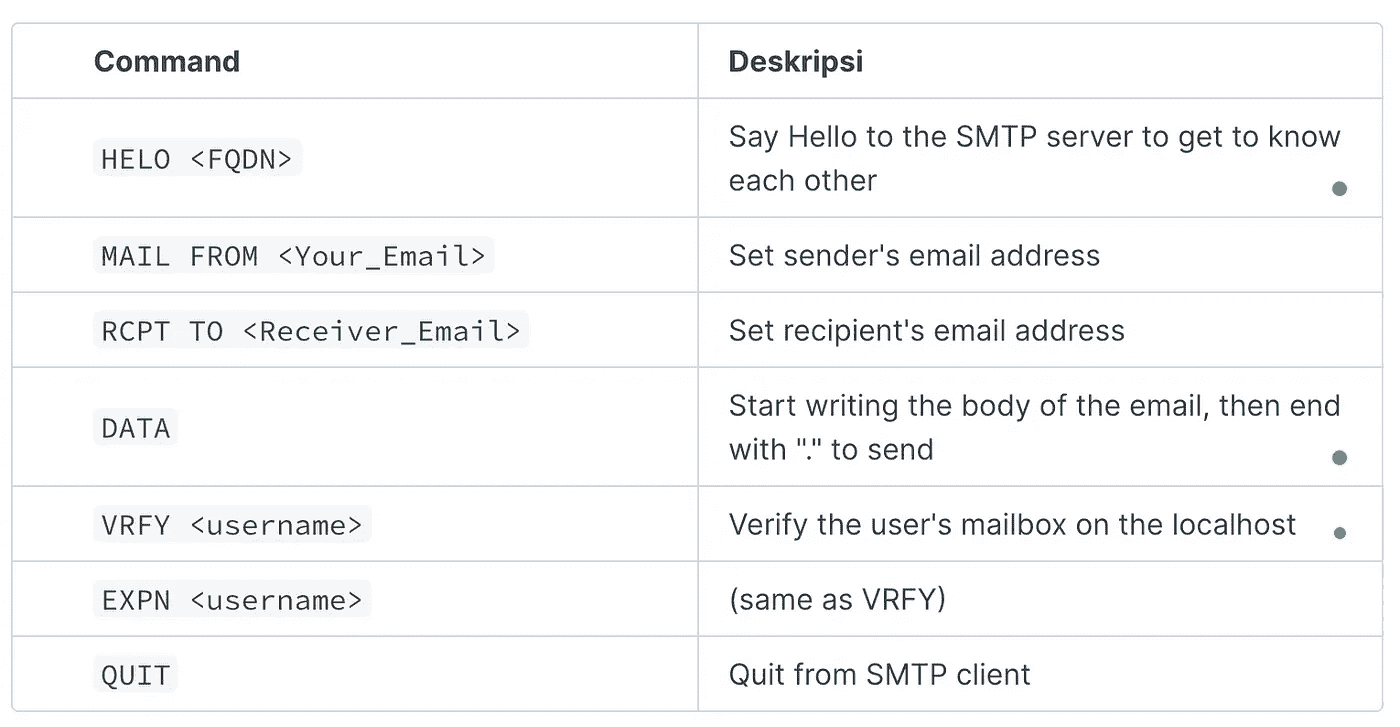 Command Deskripsi
HELO <FQDN> Say Hello to the SMTP server to get to know
each other
MAIL FROM <Your_Email> Set sender's email address
RCPT TO <Receiver_Email> Set recipient's email address
DATA Start writing the body of the email, then end
with "." to send
VRFY <username> Verify the user's mailbox on the localhost
EXPN <username> (same as VRFY)
QUIT Quit from SMTP client